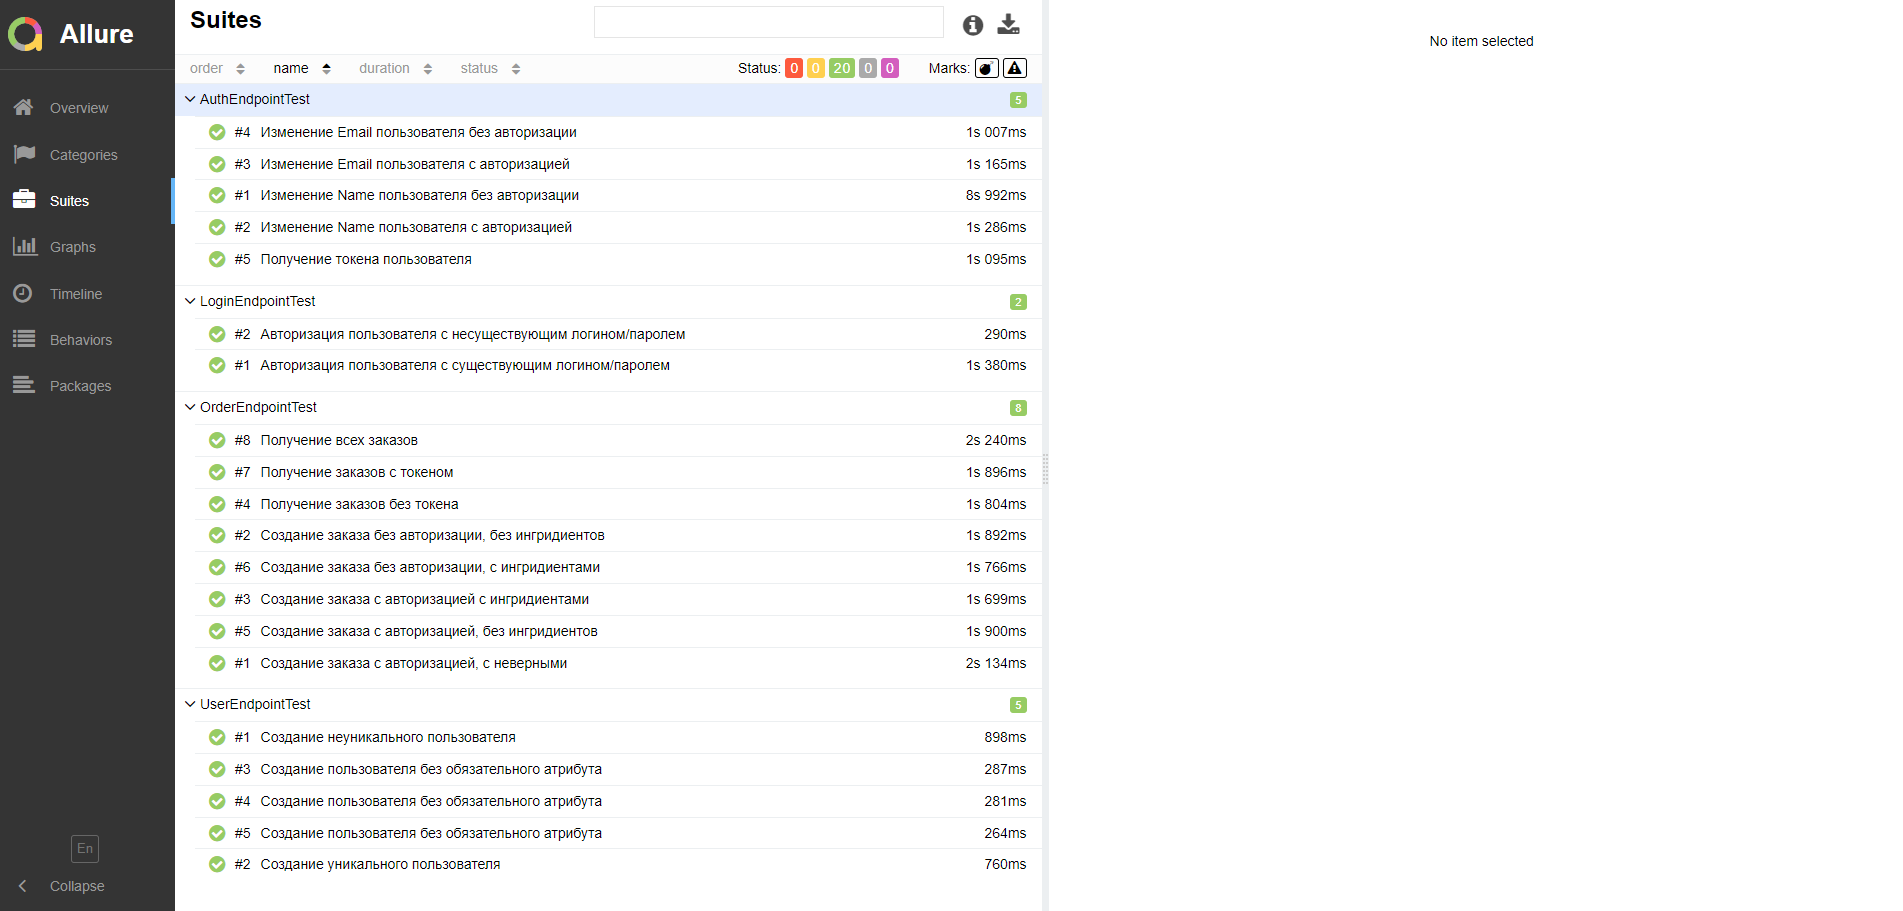 Allure
Overview
Categories
Suites
Graphs
Timeline
Behaviors
Packages
En
Collapse
Suites
order name duration status Status: 0 0 20 0 0 Marks:
AuthEndpointTest 5
#4 Изменение Email пользователя без авторизации 1s 007ms
#3 Изменение Email пользователя с авторизацией 1s 165ms
#1 Изменение Name пользователя без авторизации 8s 992ms
#2 Изменение Name пользователя с авторизацией 1s 286ms
#5 Получение токена пользователя 1s 095ms
LoginEndpointTest 2
#2 Авторизация пользователя с несуществующим логином/паролем 290ms
#1 Авторизация пользователя с существующим логином/паролем 1s 380ms
OrderEndpointTest 8
#8 Получение всех заказов 2s 240ms
#7 Получение заказов с токеном 1s 896ms
#4 Получение заказов без токена 1s 804ms
#2 Создание заказа без авторизации, без ингридиентов 1s 892ms
#6 Создание заказа без авторизации, с ингридиентами 1s 766ms
#3 Создание заказа с авторизацией с ингридиентами 1s 699ms
#5 Создание заказа с авторизацией, без ингридиентов 1s 900ms
#1 Создание заказа с авторизацией, с неверными 2s 134ms
UserEndpointTest 5
#1 Создание неуникального пользователя 898ms
#3 Создание пользователя без обязательного атрибута 287ms
#4 Создание пользователя без обязательного атрибута 281ms
#5 Создание пользователя без обязательного атрибута 264ms
#2 Создание уникального пользователя 760ms
No item selected